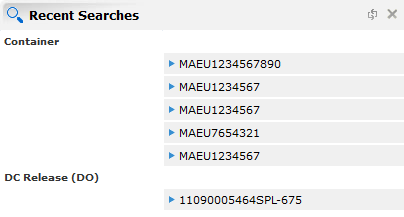 Recent Searches
Container
MAEU1234567890
MAEU1234567
MAEU1234567
MAEU7654321
MAEU1234567
DC Release (DO)
11090005464SPL-675